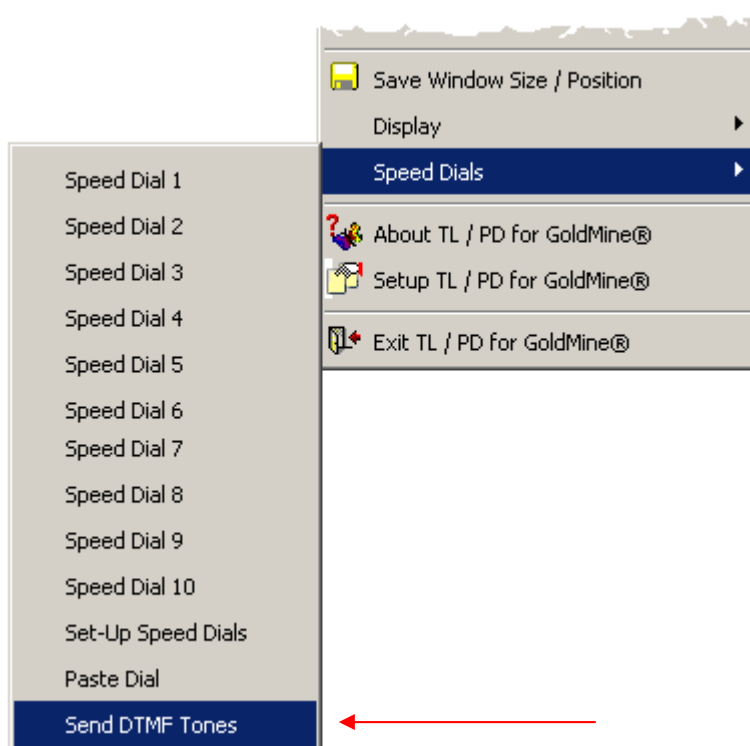 Save Window Size / Position
Display
Speed Dials
About TL / PD for GoldMine®
Setup TL / PD for GoldMine®
Exit TL / PD for GoldMine®
Speed Dial 1
Speed Dial 2
Speed Dial 3
Speed Dial 4
Speed Dial 5
Speed Dial 6
Speed Dial 7
Speed Dial 8
Speed Dial 9
Speed Dial 10
Set-Up Speed Dials
Paste Dial
Send DTMF Tones